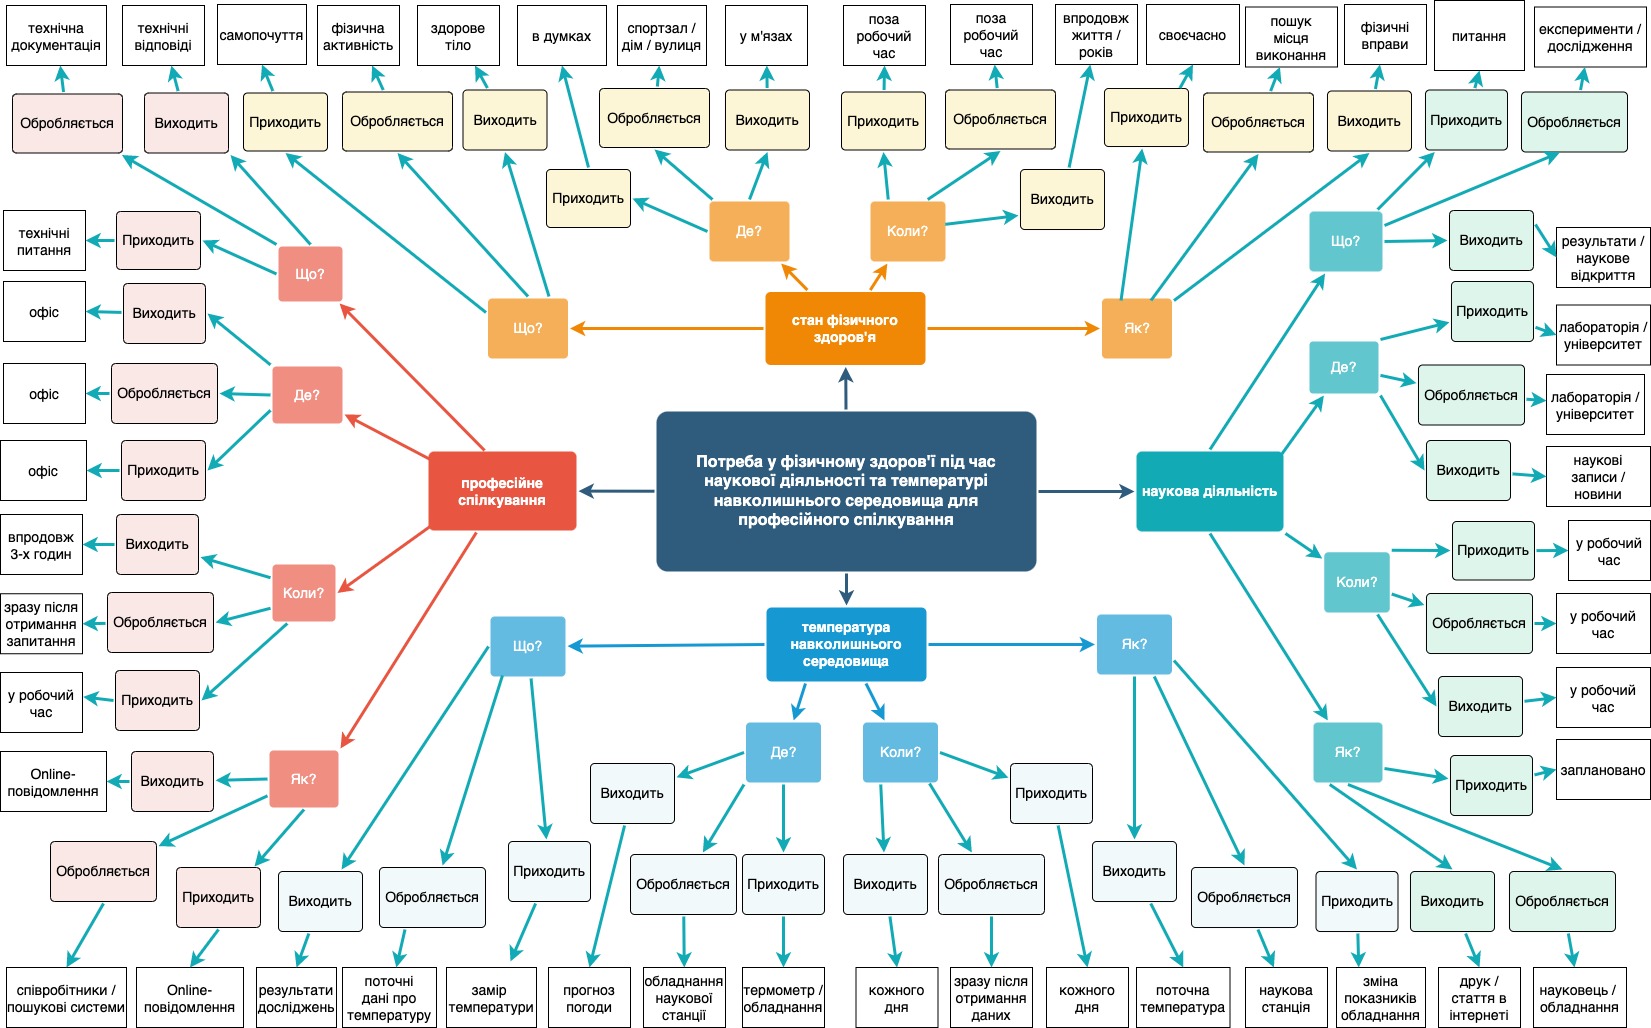 технічна
документація
технічні
відповіді
самопочуття
фізична
активність
здорове
тіло
в думках
спортзал /
дім / вулиця
у м'язах
поза
робочий
час
поза
робочий
час
впродовж
життя /
років
своєчасно
пошук
місця
виконання
фізичні
вправи
питання
експерименти /
дослідження
Обробляється
Виходить
Приходить
Обробляється
Виходить
Обробляється
Виходить
Приходить
Обробляється
Приходить
Обробляється
Виходить
Приходить
Обробляється
Приходить
Виходить
технічні
питання
Приходить
Що?
Де?
Коли?
Що?
Виходить
результати /
наукове
відкриття
офіс
Виходить
Що?
стан фізичного
здоров'я
Як?
Приходить
лабораторія /
університет
офіс
Обробляється
Де?
Де?
Обробляється
лабораторія /
університет
офіс
Приходить
професійне
спілкування
Потреба у фізичному здоров'ї під час
наукової діяльності та температурі
навколишнього середовища для
професійного спілкування
наукова діяльність
Виходить
наукові
записи /
новини
впродовж
3-х годин
Виходить
Приходить
у робочий
час
Коли?
Коли?
зразу після
отримання
запитання
Обробляється
Обробляється
у робочий
час
Що?
температура
навколишнього
середовища
Як?
у робочий
час
Приходить
Виходить
у робочий
час
Online-
повідомлення
Виходить
Як?
Де?
Коли?
Як?
Приходить
заплановано
Виходить
Приходить
Обробляється
Приходить
Виходить
Обробляється
Приходить
Обробляється
Приходить
Виходить
Обробляється
Виходить
Обробляється
Приходить
Виходить
Обробляється
Виходить
Обробляється
співробітники /
пошукові системи
Online-
повідомлення
результати
досліджень
поточні
дані про
температуру
замір
температури
прогноз
погоди
обладнання
наукової
станції
термометр /
обладнання
кожного
дня
зразу після
отримання
даних
кожного
дня
поточна
температура
наукова
станція
зміна
показників
обладнання
друк /
стаття в
інтернеті
науковець /
обладнання